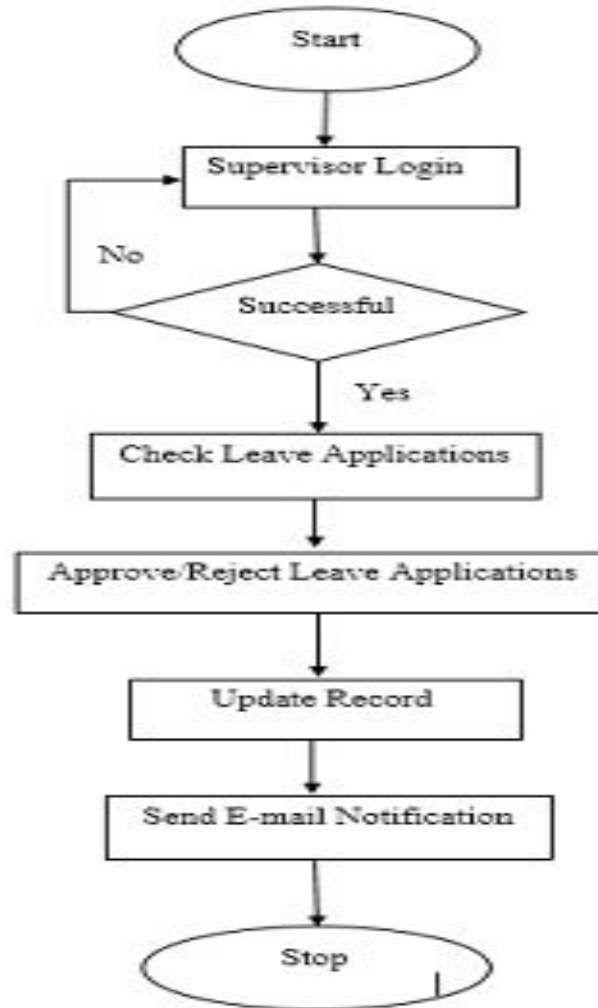 Start
Supervisor Login
No
Successful
Yes
Check Leave Applications
Approve/Reject Leave Applications
Update Record
Send E-mail Notification
Stop